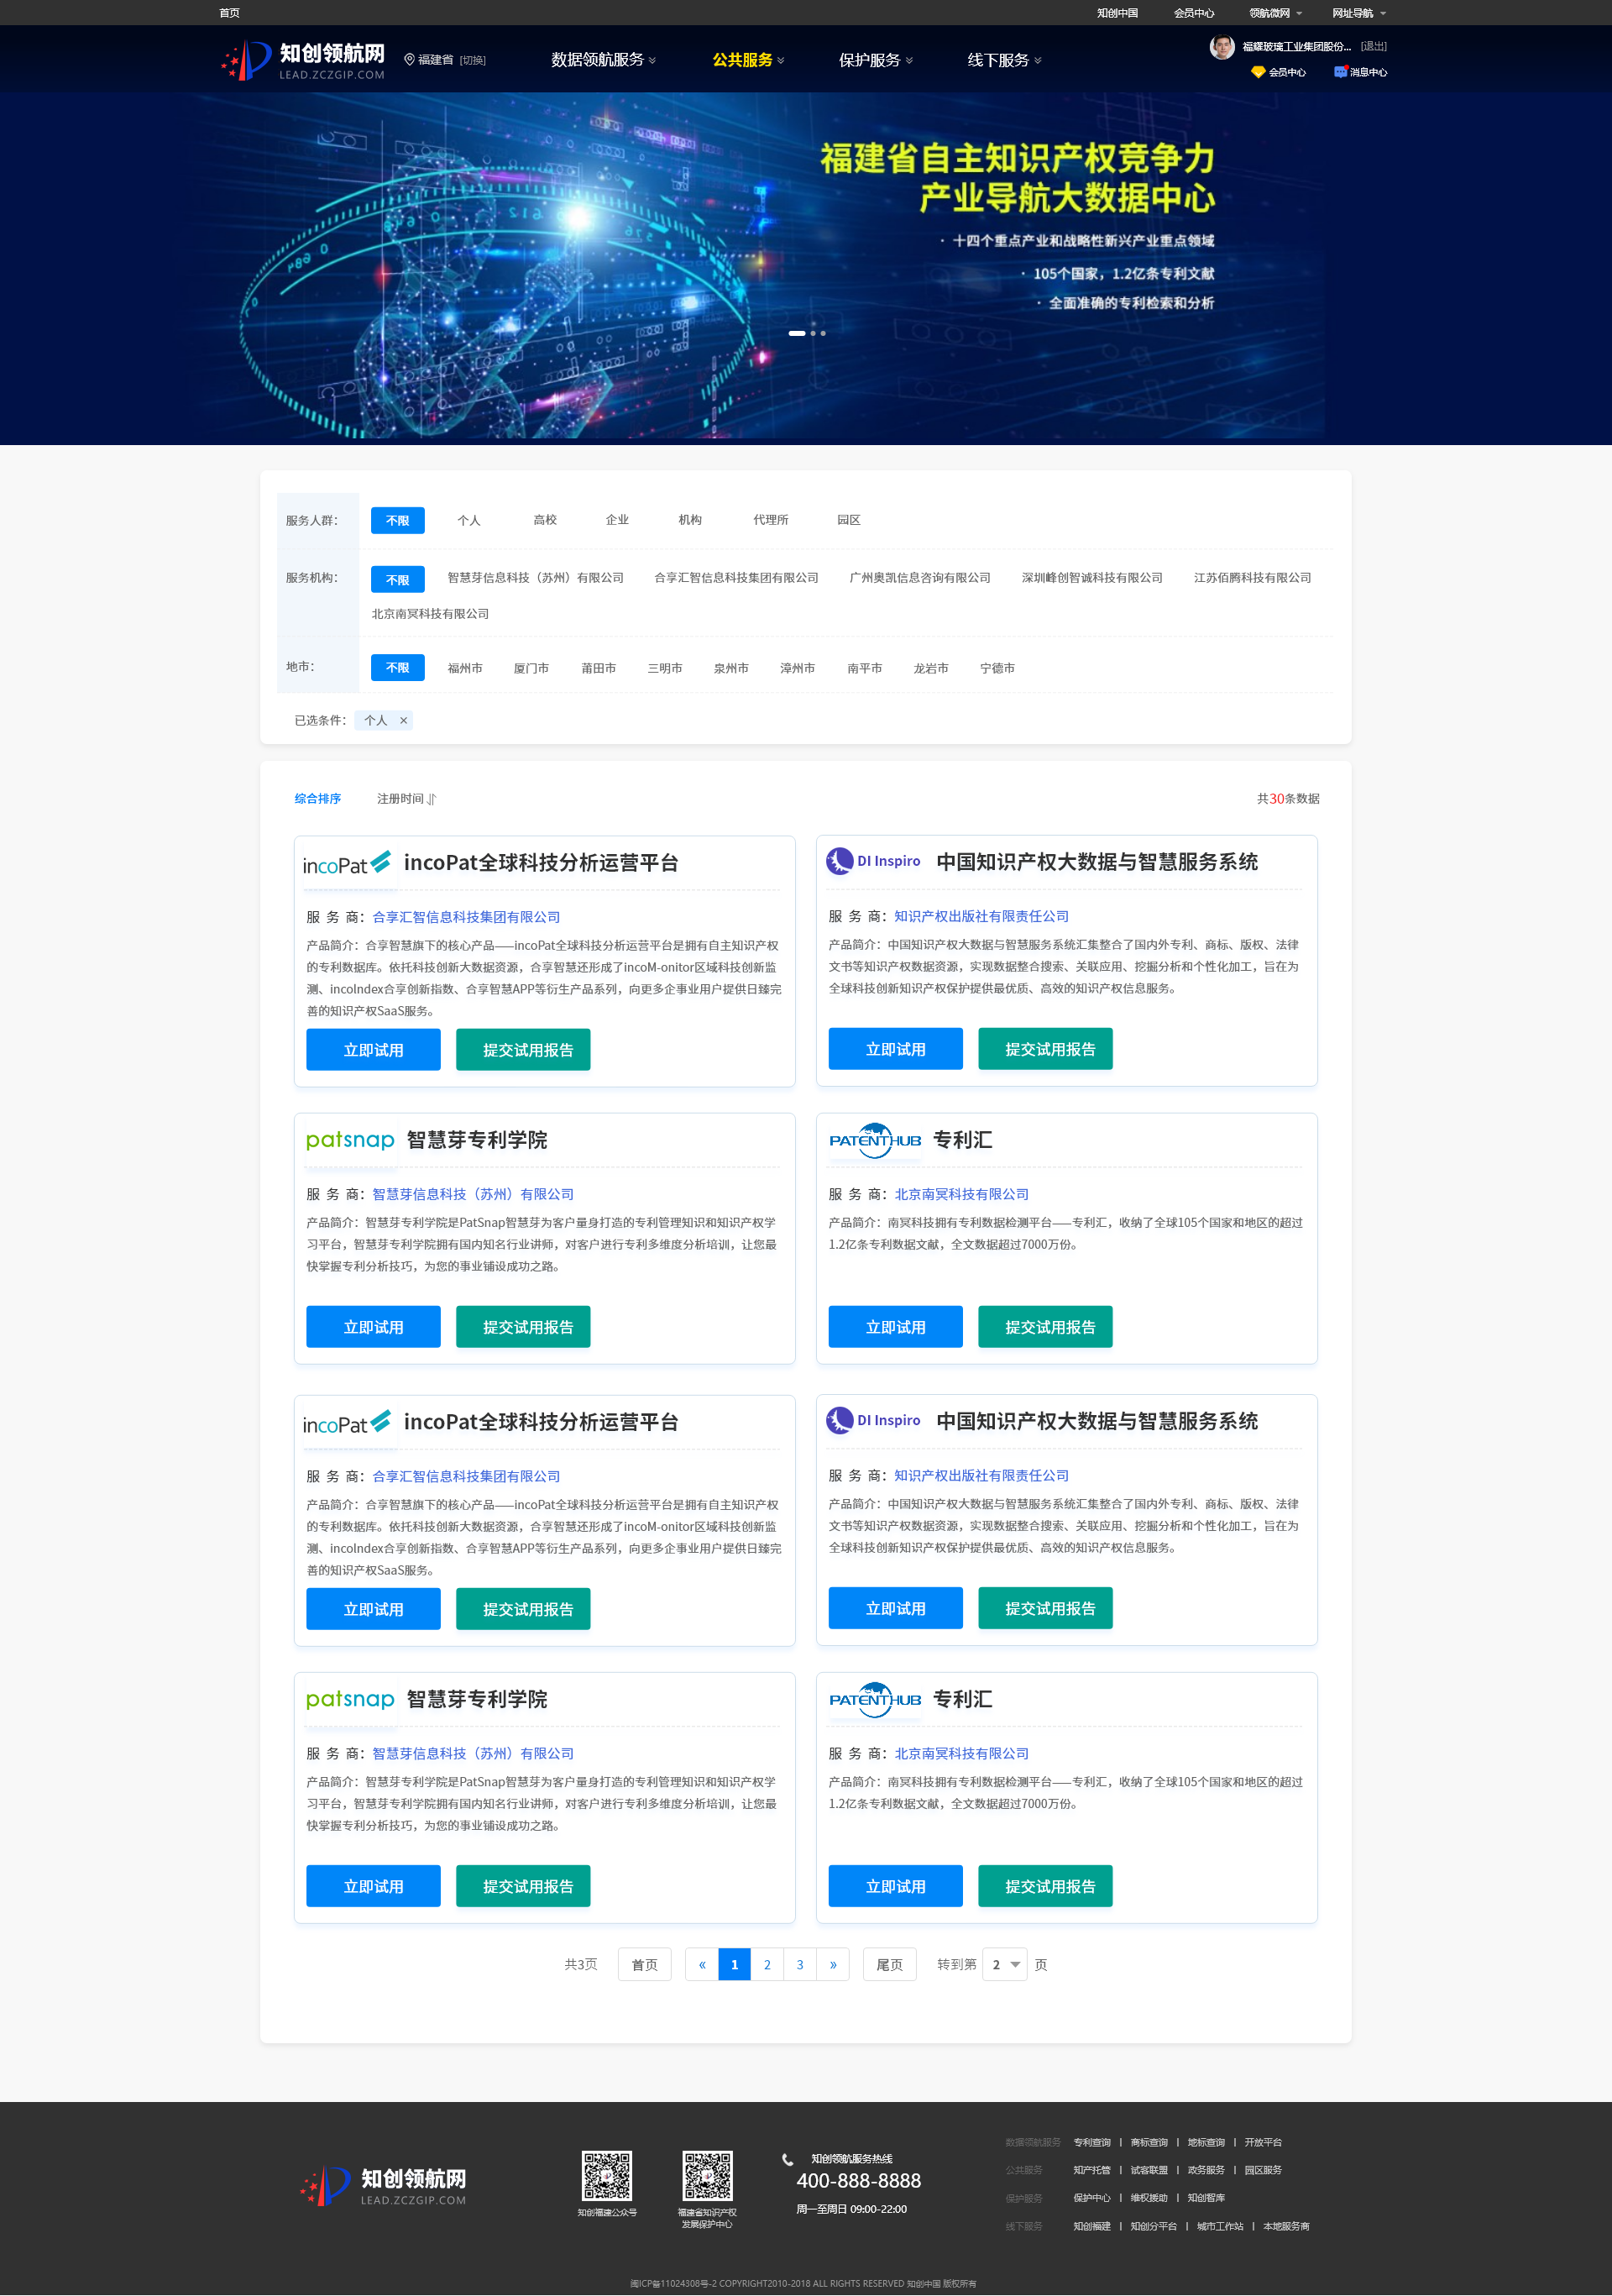 首页 知创中国 会员中心 领航微网 网址导航
知创领航网
LEAD.ZCZGIP.COM
福建省 [切换]
数据领航服务 公共服务 保护服务 线下服务
福耀玻璃工业集团股份... [退出]
会员中心 消息中心
福建省自主知识产权竞争力
产业导航大数据中心
· 十四个重点产业和战略性新兴产业重点领域
· 105个国家，1.2亿条专利文献
· 全面准确的专利检索和分析
服务人群： 不限 个人 高校 企业 机构 代理所 园区
服务机构： 不限 智慧芽信息科技（苏州）有限公司 合享汇智信息科技集团有限公司 广州奥凯信息咨询有限公司 深圳峰创智诚科技有限公司 江苏佰腾科技有限公司
北京南冥科技有限公司
地市： 不限 福州市 厦门市 莆田市 三明市 泉州市 漳州市 南平市 龙岩市 宁德市
已选条件： 个人 ×
综合排序 注册时间 共30条数据
incoPat incoPat全球科技分析运营平台
服 务 商：合享汇智信息科技集团有限公司
产品简介：合享智慧旗下的核心产品——incoPat全球科技分析运营平台是拥有自主知识产权
的专利数据库。依托科技创新大数据资源，合享智慧还形成了incoM-onitor区域科技创新监
测、incoIndex合享创新指数、合享智慧APP等衍生产品系列，向更多企事业用户提供日臻完
善的知识产权SaaS服务。
立即试用 提交试用报告
DI Inspiro 中国知识产权大数据与智慧服务系统
服 务 商：知识产权出版社有限责任公司
产品简介：中国知识产权大数据与智慧服务系统汇集整合了国内外专利、商标、版权、法律
文书等知识产权数据资源，实现数据整合搜索、关联应用、挖掘分析和个性化加工，旨在为
全球科技创新知识产权保护提供最优质、高效的知识产权信息服务。
立即试用 提交试用报告
patsnap 智慧芽专利学院
服 务 商：智慧芽信息科技（苏州）有限公司
产品简介：智慧芽专利学院是PatSnap智慧芽为客户量身打造的专利管理知识和知识产权学
习平台，智慧芽专利学院拥有国内知名行业讲师，对客户进行专利多维度分析培训，让您最
快掌握专利分析技巧，为您的事业铺设成功之路。
立即试用 提交试用报告
PATENTHUB 专利汇
服 务 商：北京南冥科技有限公司
产品简介：南冥科技拥有专利数据检测平台——专利汇，收纳了全球105个国家和地区的超过
1.2亿条专利数据文献，全文数据超过7000万份。
立即试用 提交试用报告
incoPat incoPat全球科技分析运营平台
服 务 商：合享汇智信息科技集团有限公司
产品简介：合享智慧旗下的核心产品——incoPat全球科技分析运营平台是拥有自主知识产权
的专利数据库。依托科技创新大数据资源，合享智慧还形成了incoM-onitor区域科技创新监
测、incoIndex合享创新指数、合享智慧APP等衍生产品系列，向更多企事业用户提供日臻完
善的知识产权SaaS服务。
立即试用 提交试用报告
DI Inspiro 中国知识产权大数据与智慧服务系统
服 务 商：知识产权出版社有限责任公司
产品简介：中国知识产权大数据与智慧服务系统汇集整合了国内外专利、商标、版权、法律
文书等知识产权数据资源，实现数据整合搜索、关联应用、挖掘分析和个性化加工，旨在为
全球科技创新知识产权保护提供最优质、高效的知识产权信息服务。
立即试用 提交试用报告
patsnap 智慧芽专利学院
服 务 商：智慧芽信息科技（苏州）有限公司
产品简介：智慧芽专利学院是PatSnap智慧芽为客户量身打造的专利管理知识和知识产权学
习平台，智慧芽专利学院拥有国内知名行业讲师，对客户进行专利多维度分析培训，让您最
快掌握专利分析技巧，为您的事业铺设成功之路。
立即试用 提交试用报告
PATENTHUB 专利汇
服 务 商：北京南冥科技有限公司
产品简介：南冥科技拥有专利数据检测平台——专利汇，收纳了全球105个国家和地区的超过
1.2亿条专利数据文献，全文数据超过7000万份。
立即试用 提交试用报告
共3页 首页 « 1 2 3 » 尾页 转到第 2 页
知创领航网
LEAD.ZCZGIP.COM
知创福建公众号
福建省知识产权
发展保护中心
知创领航服务热线
400-888-8888
周一至周日 09:00-22:00
数据领航服务 专利查询 | 商标查询 | 地标查询 | 开放平台
公共服务 知产托管 | 试客联盟 | 政务服务 | 园区服务
保护服务 保护中心 | 维权援助 | 知创智库
线下服务 知创福建 | 知创分平台 | 城市工作站 | 本地服务商
闽ICP备11024308号-2 COPYRIGHT2010-2018 ALL RIGHTS RESERVED 知创中国 版权所有